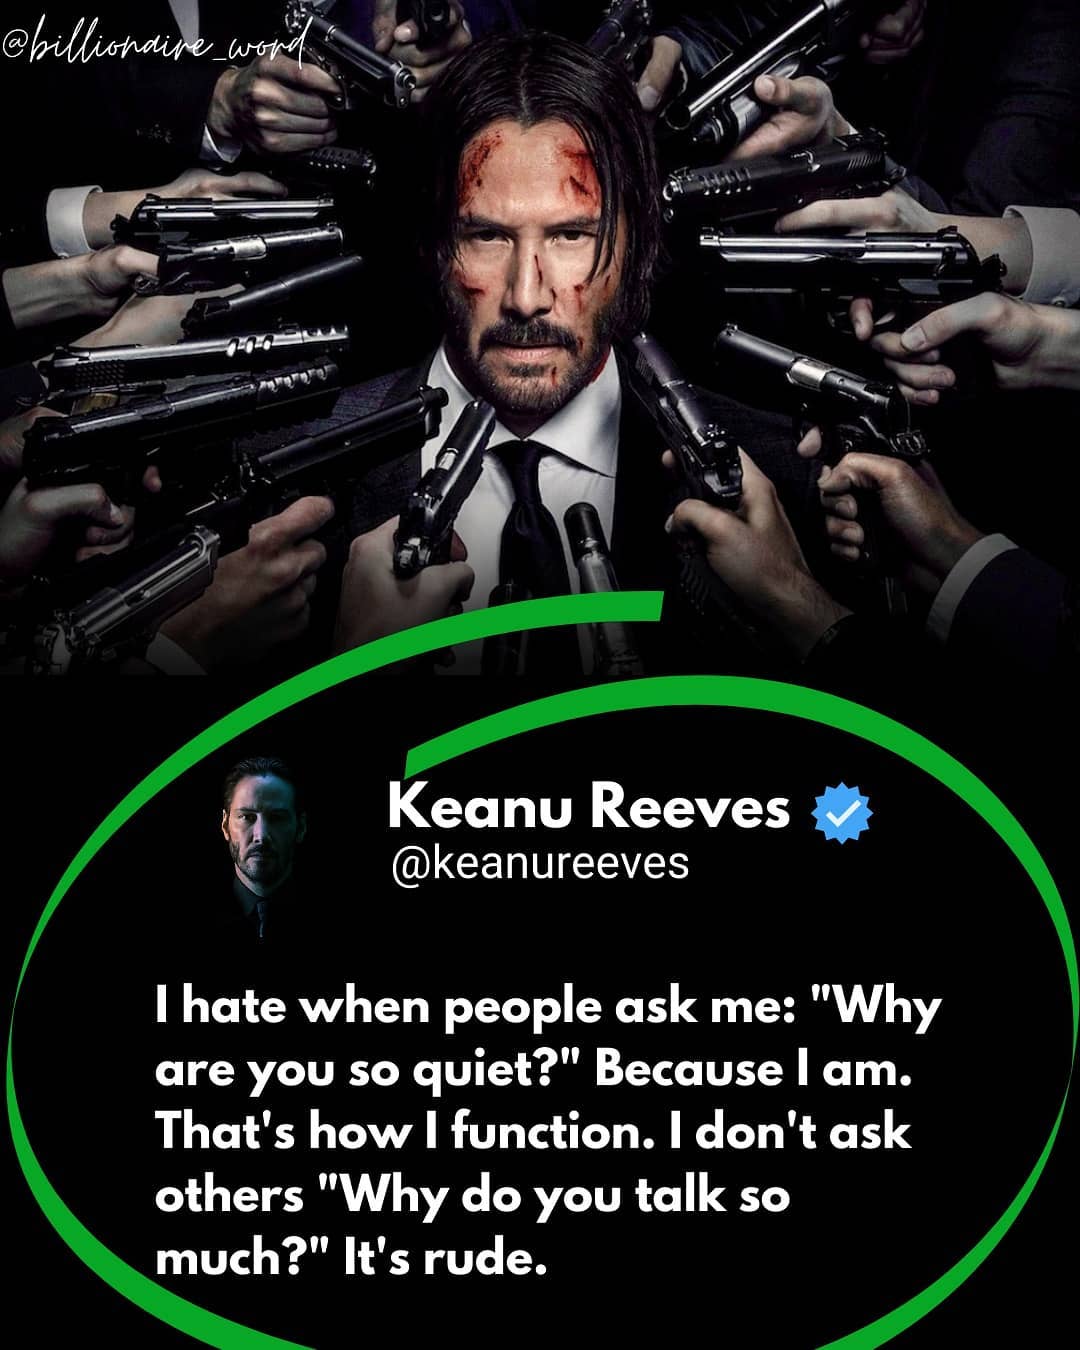 @billionaire_word
Keanu Reeves
@keanureeves
I hate when people ask me: "Why
are you so quiet?" Because I am.
That's how I function. I don't ask
others "Why do you talk so
much?" It's rude.